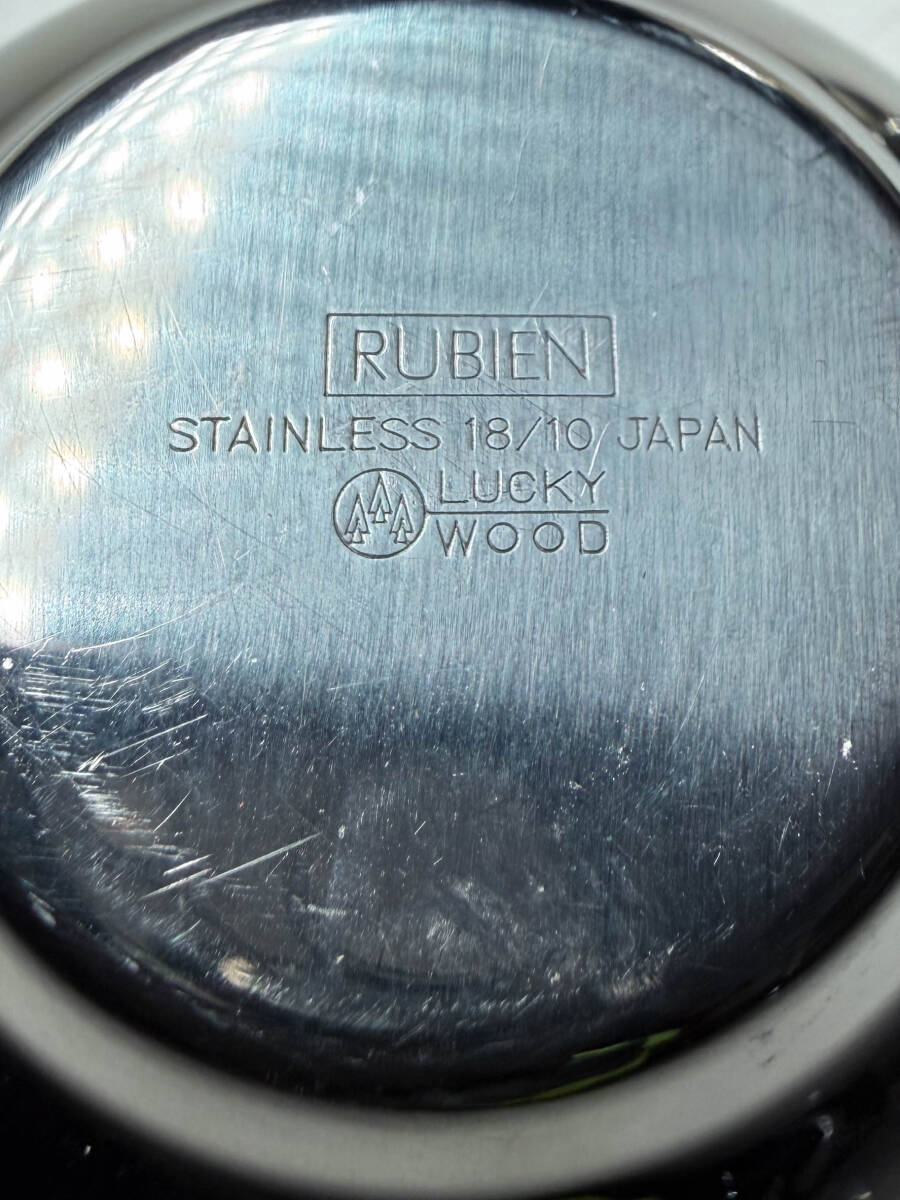 RUBIEN
STAINLESS 18/10 JAPAN
LUCKY
WOOD